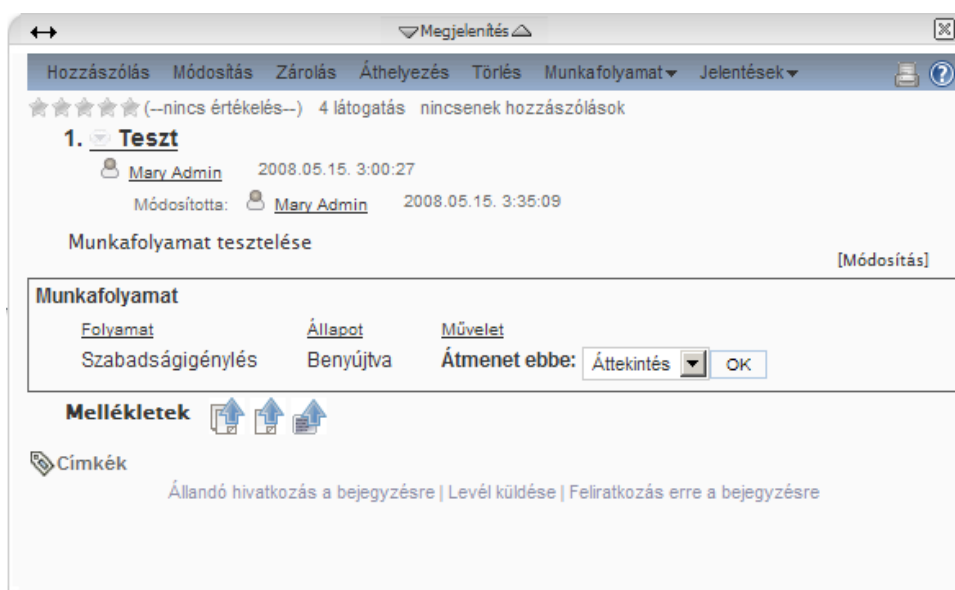 Megjelenítés
Hozzászólás Módosítás Zárolás Áthelyezés Törlés Munkafolyamat Jelentések
(--nincs értékelés--) 4 látogatás nincsenek hozzászólások
1. Teszt
Mary Admin 2008.05.15. 3:00:27
Módosította: Mary Admin 2008.05.15. 3:35:09
Munkafolyamat tesztelése
[Módosítás]
Munkafolyamat
Folyamat Állapot Művelet
Szabadságigénylés Benyújtva Átmenet ebbe: Áttekintés OK
Mellékletek
Címkék
Állandó hivatkozás a bejegyzésre | Levél küldése | Feliratkozás erre a bejegyzésre